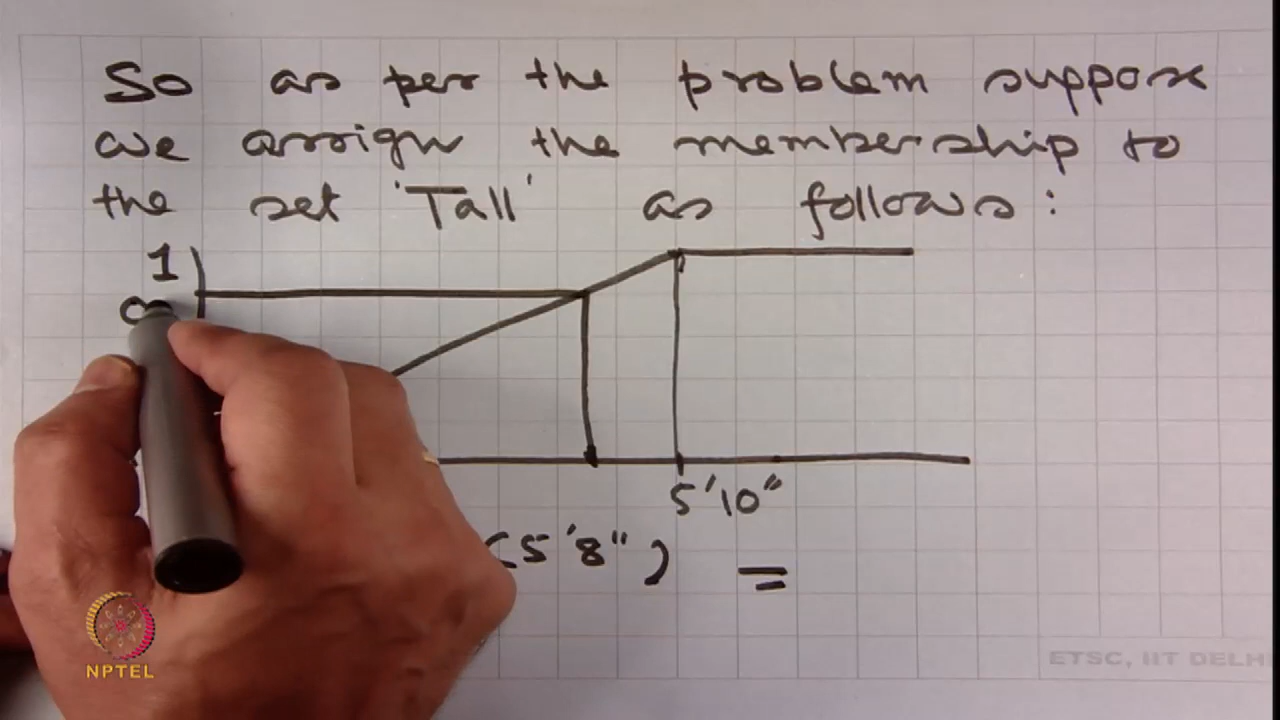 So as per the problem suppose
we assign the membership to
the set 'Tall' as follows:
1
0
5'10"
(5'8") =
NPTEL
ETSC, IIT DELHI